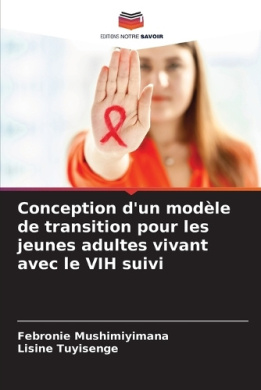 EDITIONS NOTRE SAVOIR
Conception d'un modèle
de transition pour les
jeunes adultes vivant
avec le VIH suivi
Febronie Mushimiyimana
Lisine Tuyisenge